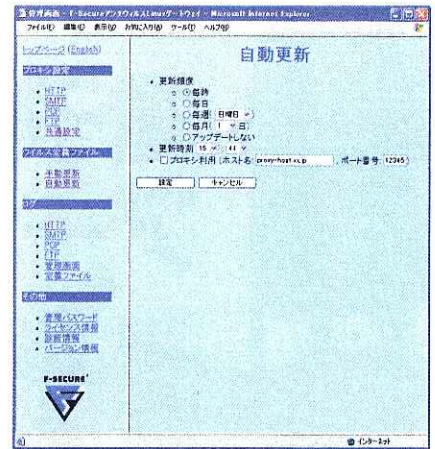 管理画面 - F-Secureアンチウィルス Linuxゲートウェイ - Microsoft Internet Explorer
ファイル(F) 編集(E) 表示(V) お気に入り(A) ツール(T) ヘルプ(H)
トップページ (English)
プロキシ設定
HTTP
SMTP
POP
FTP
共通設定
ウイルス定義ファイル
手動更新
自動更新
ログ
HTTP
SMTP
POP
FTP
管理画面
定義ファイル
その他
管理パスワード
ライセンス情報
診断情報
バージョン情報
F-SECURE
自動更新
更新頻度
毎時
毎日
毎週( 日曜日 )
毎月( 1 日)
アップデートしない
更新時刻 15 : 44
プロキシ利用 (ホスト名: proxy-host.xx.jp , ポート番号: 12345 )
設定 キャンセル
インターネット